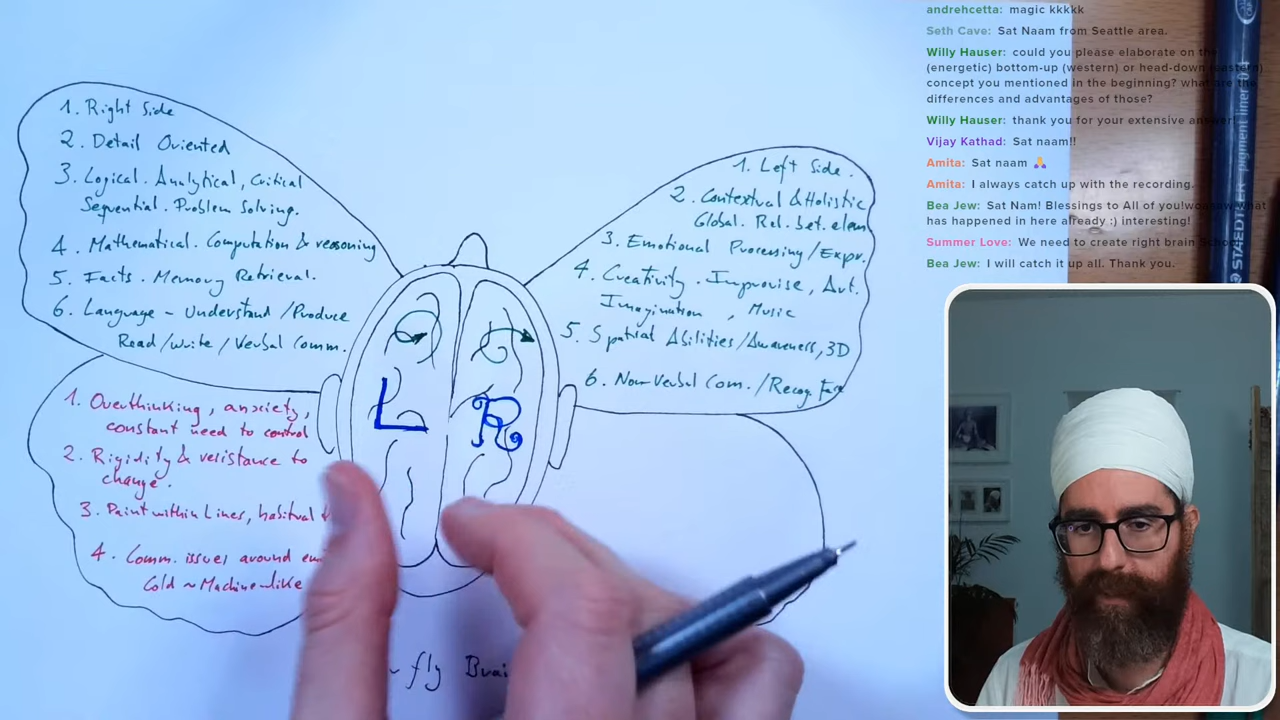 1. Right Side
2. Detail Oriented
3. Logical. Analytical, Critical
Sequential. Problem Solving.
4. Mathematical. Computation & reasoning
5. Facts. Memory Retrieval.
6. Language - Understand / Produce
Read / Write / Verbal Comm.
1. Overthinking, anxiety,
constant need to control
2. Rigidity & resistance to
change.
3. Paint within Lines, habitual
4. Comm. issues around
Cold ~ Machine-like
L
R
1. Left Side.
2. Contextual & Holistic
Global. Rel. bet. elem
3. Emotional Processing / Expr.
4. Creativity. Improvise, Art.
Imagination, Music
5. Spatial Abilities / Awareness, 3D
6. Non-Verbal Com. / Recog. Face
fly Brai
andrehcetta: magic kkkkk
Seth Cave: Sat Naam from Seattle area.
Willy Hauser: could you please elaborate on the
(energetic) bottom-up (western) or head-down (eastern)
concept you mentioned in the beginning? what are the
differences and advantages of those?
Willy Hauser: thank you for your extensive answer
Vijay Kathad: Sat naam!!
Amita: Sat naam 🙏
Amita: I always catch up with the recording.
Bea Jew: Sat Nam! Blessings to All of you! wow what
has happened in here already :) interesting!
Summer Love: We need to create right brain Schools
Bea Jew: I will catch it up all. Thank you.
STAEDTLER pigment liner